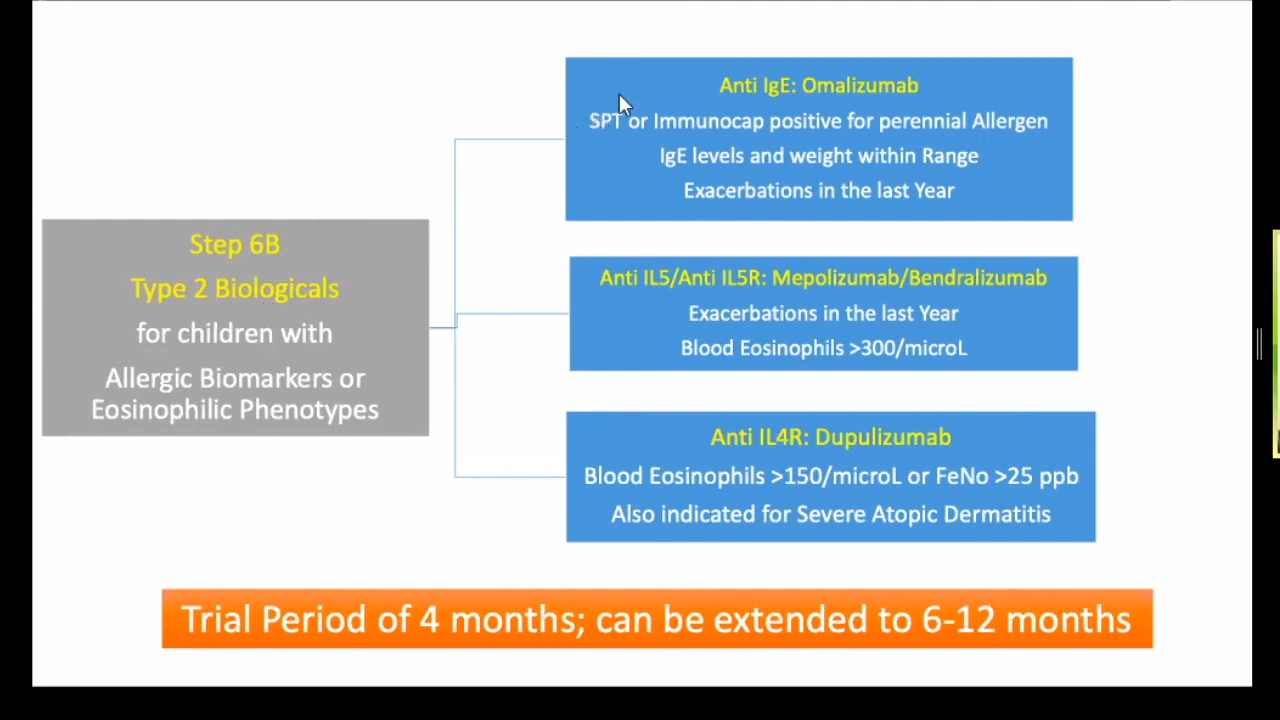 Step 6B
Type 2 Biologicals
for children with
Allergic Biomarkers or
Eosinophilic Phenotypes
Anti IgE: Omalizumab
SPT or Immunocap positive for perennial Allergen
IgE levels and weight within Range
Exacerbations in the last Year
Anti IL5/Anti IL5R: Mepolizumab/Bendralizumab
Exacerbations in the last Year
Blood Eosinophils >300/microL
Anti IL4R: Dupulizumab
Blood Eosinophils >150/microL or FeNo >25 ppb
Also indicated for Severe Atopic Dermatitis
Trial Period of 4 months; can be extended to 6-12 months